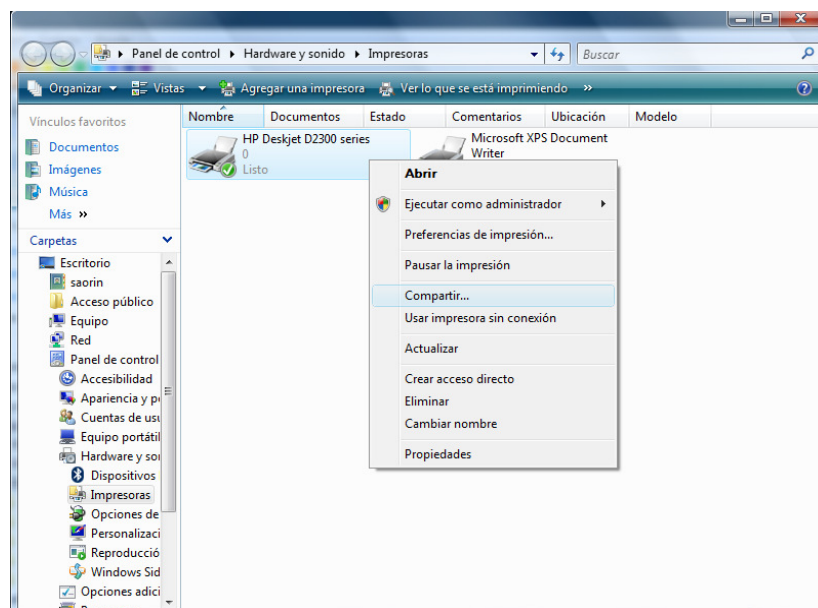 Panel de control ▸ Hardware y sonido ▸ Impresoras
Buscar
Organizar
Vistas
Agregar una impresora
Ver lo que se está imprimiendo
»
Vínculos favoritos
Documentos
Imágenes
Música
Más »
Carpetas
Escritorio
saorin
Acceso público
Equipo
Red
Panel de control
Accesibilidad
Apariencia y pe
Cuentas de usu
Equipo portátil
Hardware y son
Dispositivos
Impresoras
Opciones de
Personalizaci
Reproducció
Windows Sid
Opciones adici
Nombre Documentos Estado Comentarios Ubicación Modelo
HP Deskjet D2300 series
0
Listo
Microsoft XPS Document
Writer
Abrir
Ejecutar como administrador
Preferencias de impresión...
Pausar la impresión
Compartir...
Usar impresora sin conexión
Actualizar
Crear acceso directo
Eliminar
Cambiar nombre
Propiedades